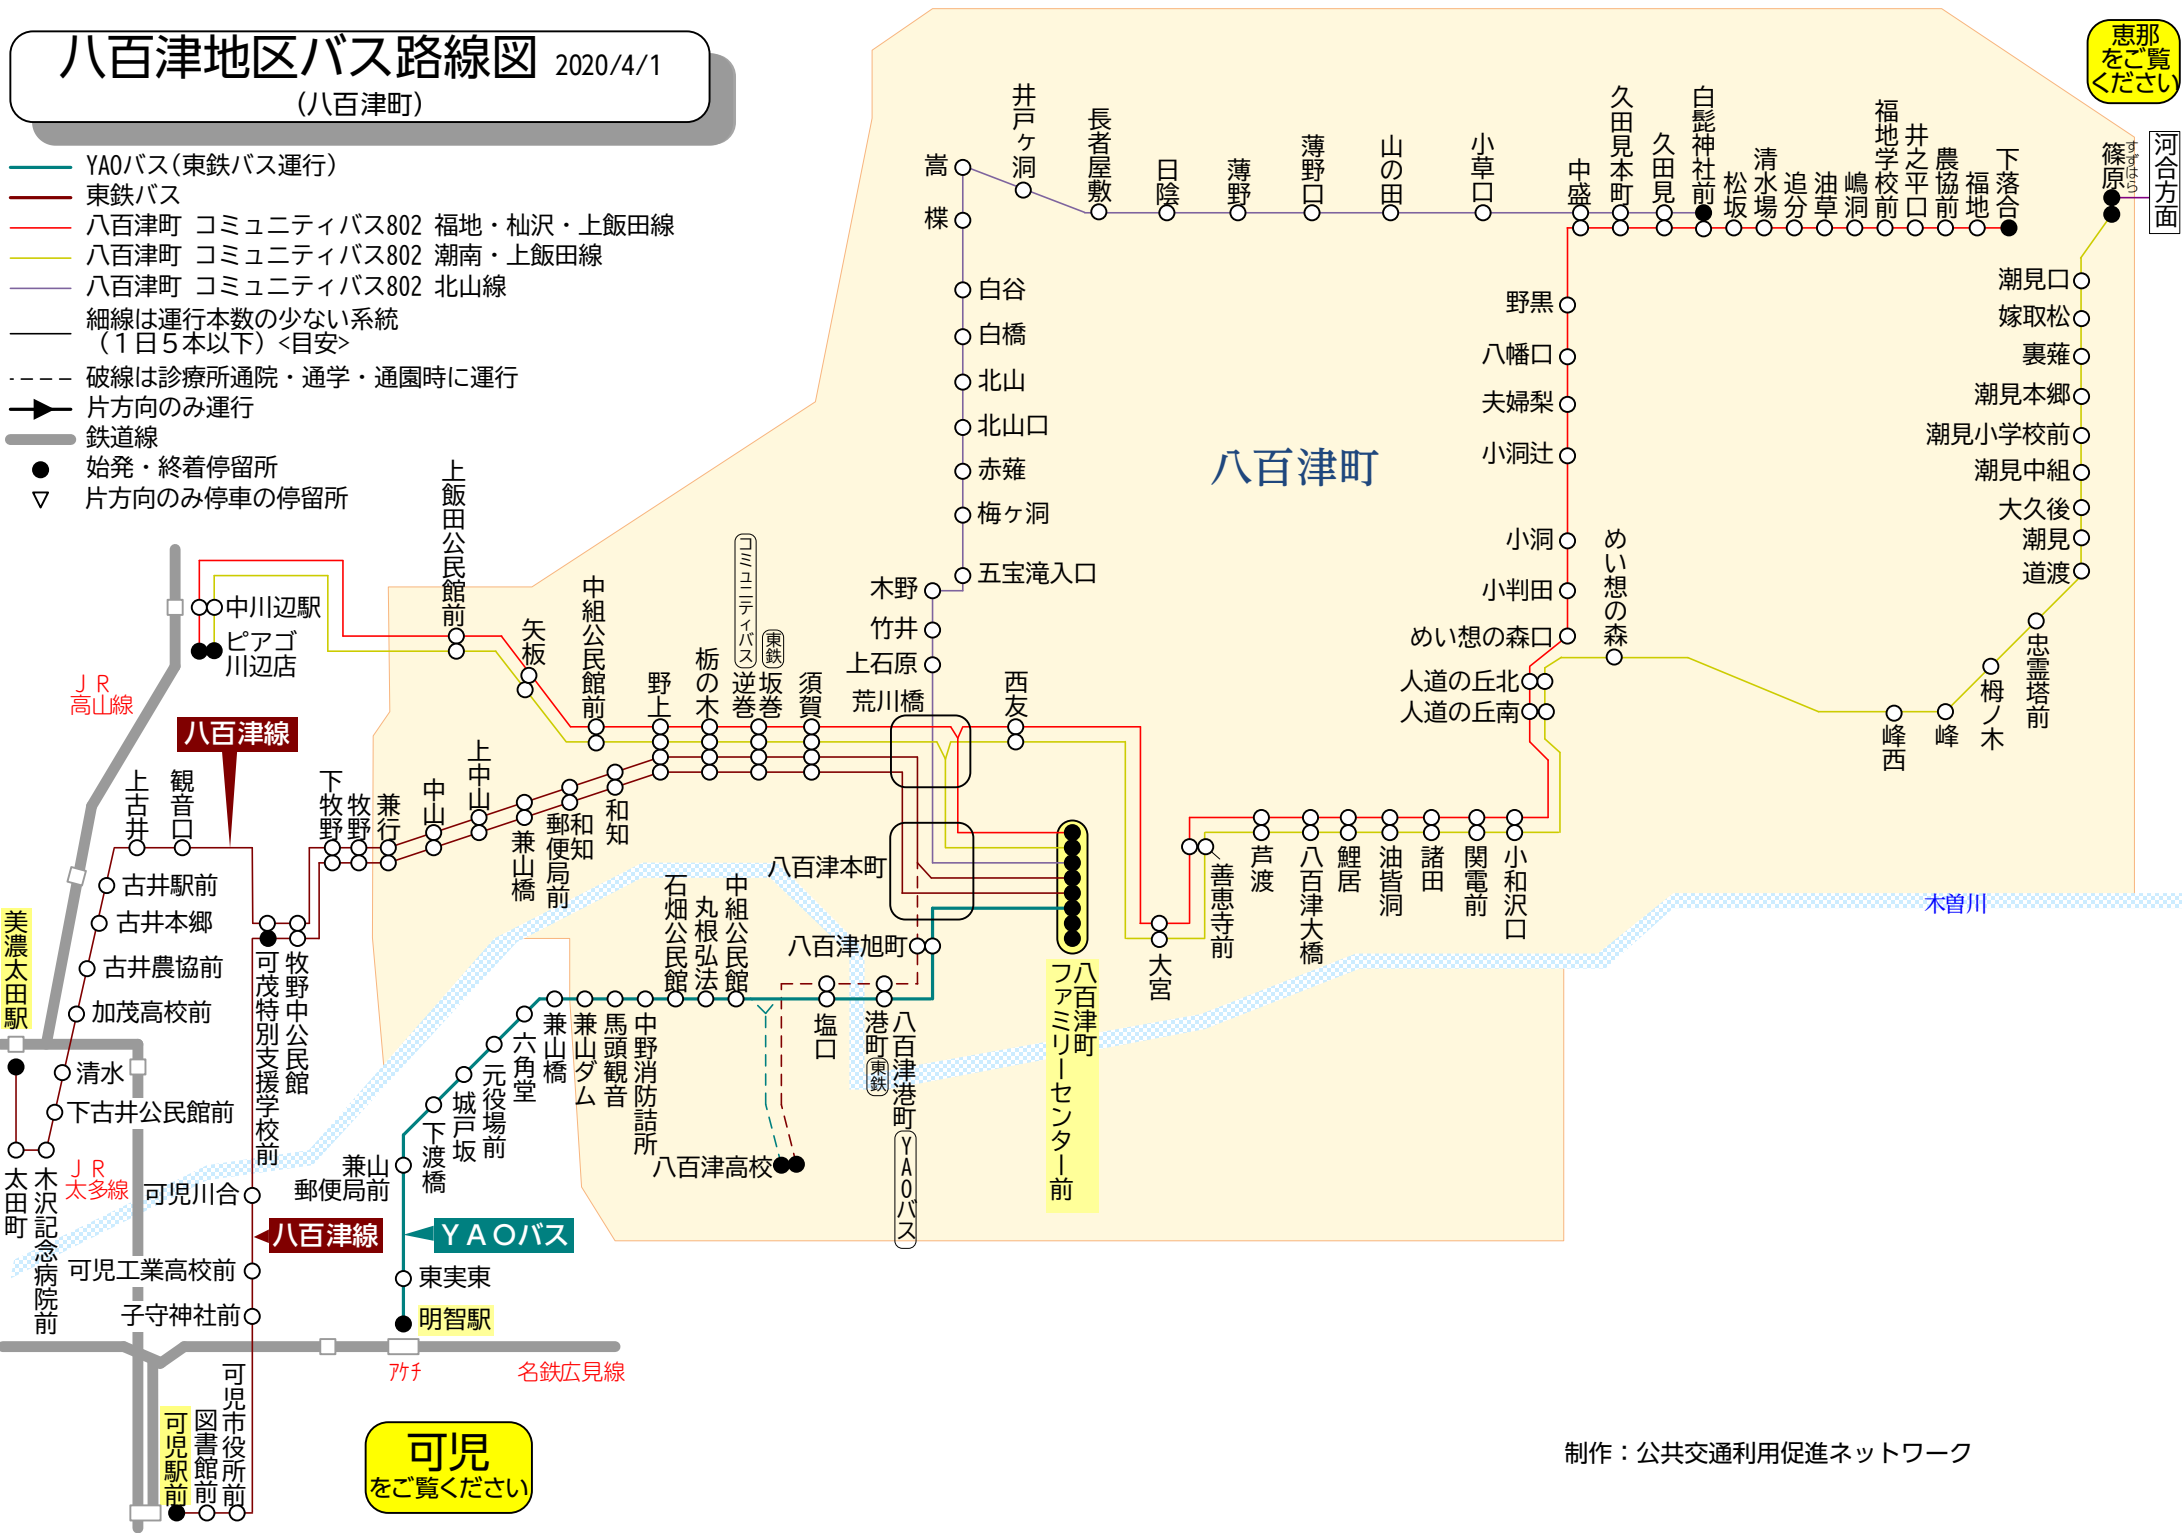 八百津地区バス路線図 2020/4/1
(八百津町)
YAOバス(東鉄バス運行)
東鉄バス
八百津町 コミュニティバス802 福地・杣沢・上飯田線
八百津町 コミュニティバス802 潮南・上飯田線
八百津町 コミュニティバス802 北山線
細線は運行本数の少ない系統
(1日5本以下)<目安>
破線は診療所通院・通学・通園時に運行
片方向のみ運行
鉄道線
始発・終着停留所
片方向のみ停車の停留所
恵那
をご覧
ください
河合方面
篠原
すずはら
嵩
井戸ヶ洞
長者屋敷
日陰
薄野
薄野口
山の田
小草口
中盛
久田見本町
久田見
白髭神社前
松坂
清水場
追分
油草
嶋洞
福地学校前
井之平口
農協前
福地
下落合
楪
白谷
白橋
北山
北山口
赤薙
梅ヶ洞
五宝滝入口
木野
竹井
上石原
荒川橋
野黒
八幡口
夫婦梨
小洞辻
小洞
小判田
めい想の森口
めい想の森
人道の丘北
人道の丘南
潮見口
嫁取松
裏薙
潮見本郷
潮見小学校前
潮見中組
大久後
潮見
道渡
忠霊塔前
栂ノ木
峰
峰西
八百津町
上飯田公民館前
中川辺駅
ピアゴ
川辺店
矢板
中組公民館前
野上
栃の木
コミュニティバス
逆巻
東鉄
坂巻
須賀
西友
JR
高山線
八百津線
上古井
観音口
下牧野
牧野
兼行
中山
上中山
兼山橋
和知
郵便局前
和知
古井駅前
古井本郷
古井農協前
加茂高校前
清水
下古井公民館前
美濃太田駅
太田町
木沢記念病院前
JR
太多線
可茂特別支援学校前
牧野中公民館
可児川合
八百津線
可児工業高校前
子守神社前
可児市役所前
図書館前
可児駅前
八百津本町
八百津旭町
石畑公民館
丸根弘法
中組公民館
六角堂
兼山橋
兼山ダム
馬頭観音
中野消防詰所
元役場前
城戸坂
下渡橋
兼山
郵便局前
YAOバス
東実東
明智駅
アケチ
名鉄広見線
塩口
港町
東鉄
八百津港町
YAOバス
八百津高校
八百津町
ファミリーセンター前
大宮
善恵寺前
芦渡
八百津大橋
鯉居
油皆洞
諸田
関電前
小和沢口
木曽川
可児
をご覧ください
制作：公共交通利用促進ネットワーク